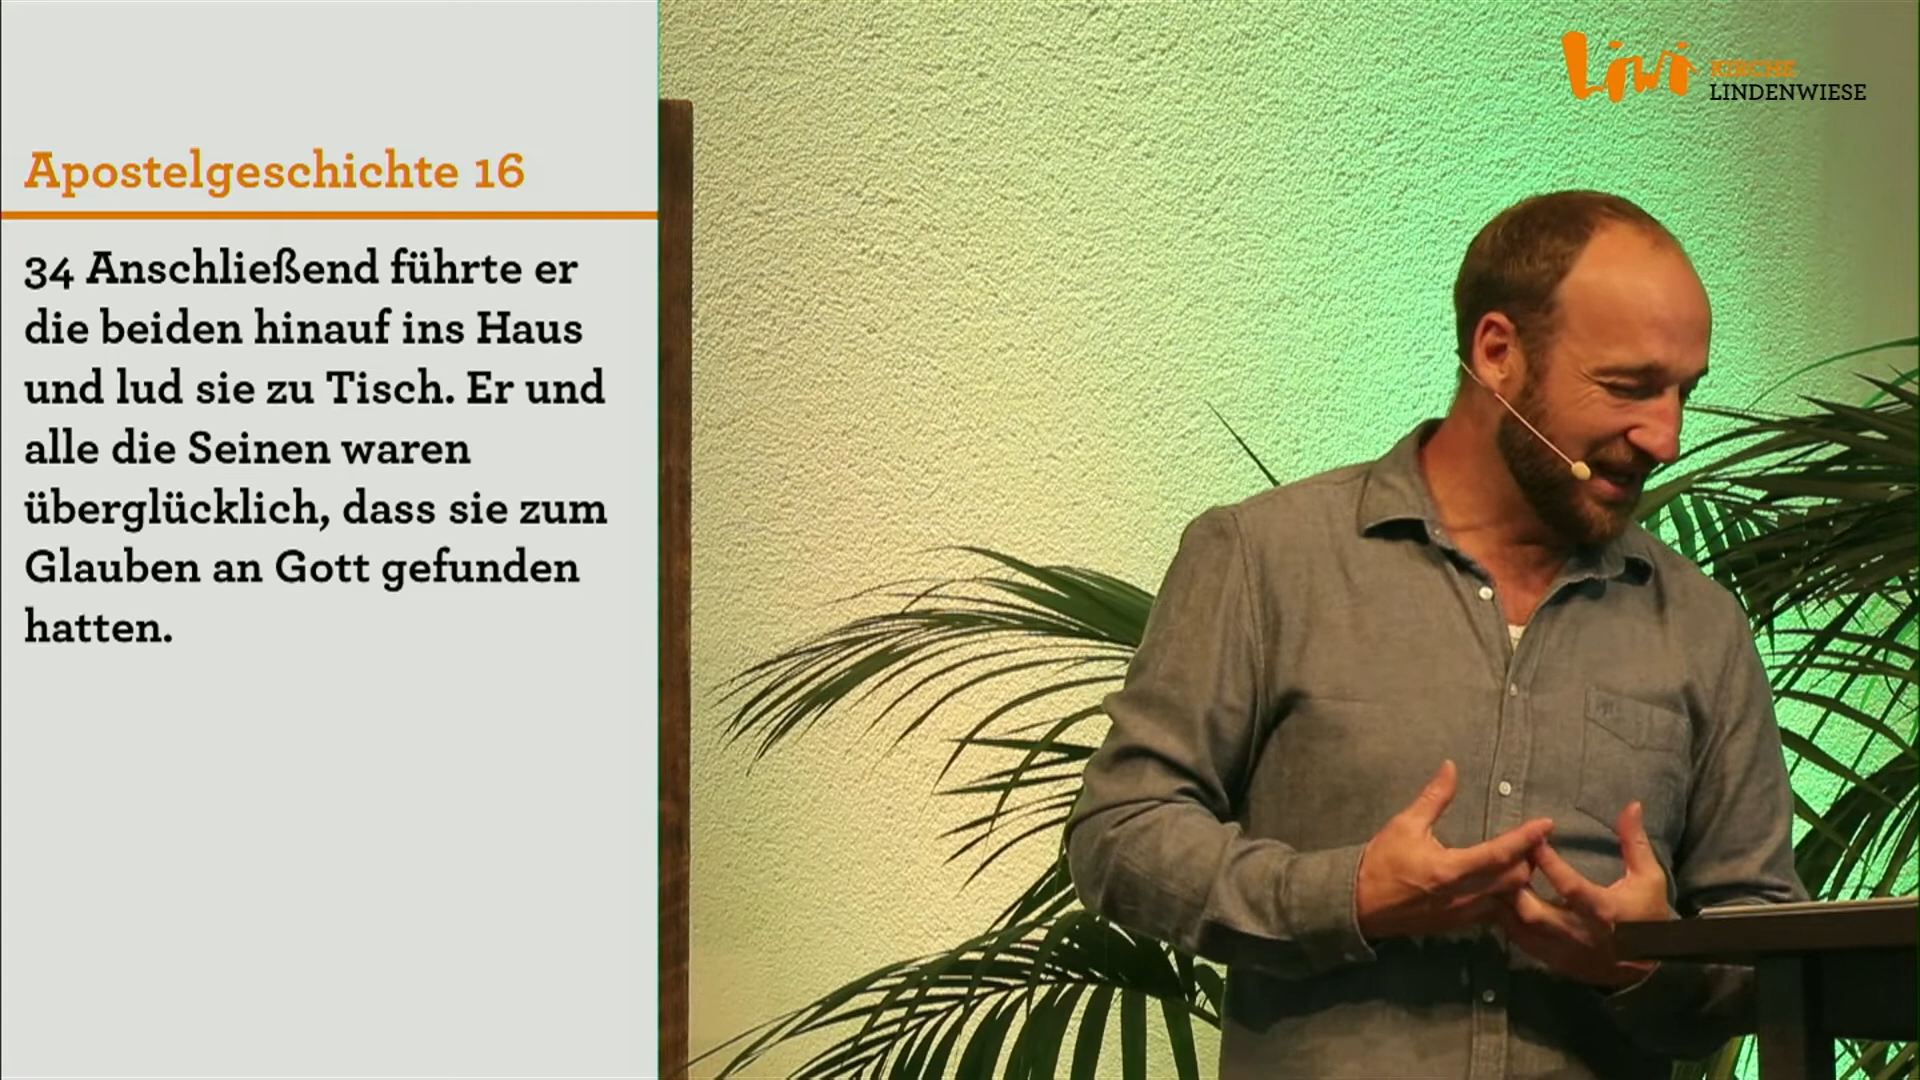 Apostelgeschichte 16
34 Anschließend führte er
die beiden hinauf ins Haus
und lud sie zu Tisch. Er und
alle die Seinen waren
überglücklich, dass sie zum
Glauben an Gott gefunden
hatten.
Liwi
KIRCHE
LINDENWIESE